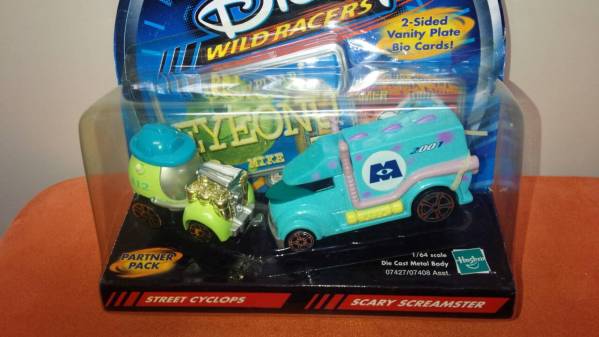 WILD RACERS
2-Sided
Vanity Plate
Bio Cards!
EYEON
MIKE
2001
M
PARTNER
PACK
1/64 scale
Die Cast Metal Body
07427/07408 Asst.
Hasbro
STREET CYCLOPS
SCARY SCREAMSTER